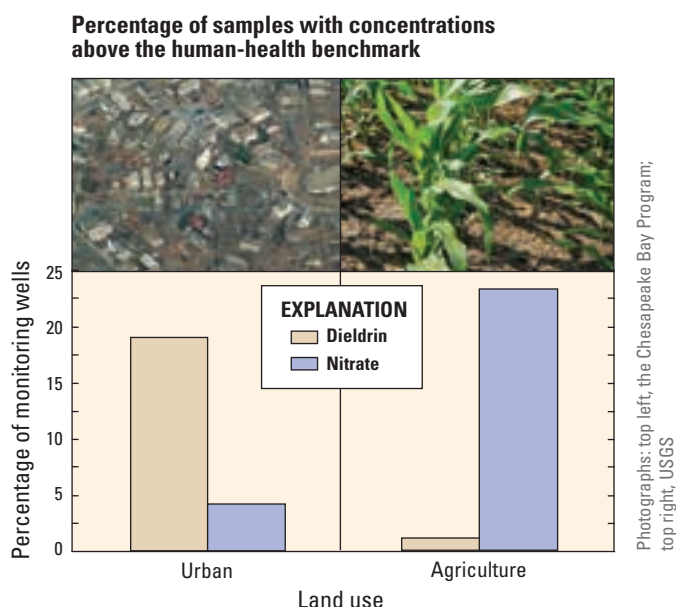 Percentage of samples with concentrations
above the human-health benchmark
Percentage of monitoring wells
25
20
15
10
5
0
EXPLANATION
Dieldrin
Nitrate
Urban
Agriculture
Land use
Photographs: top left, the Chesapeake Bay Program;
top right, USGS